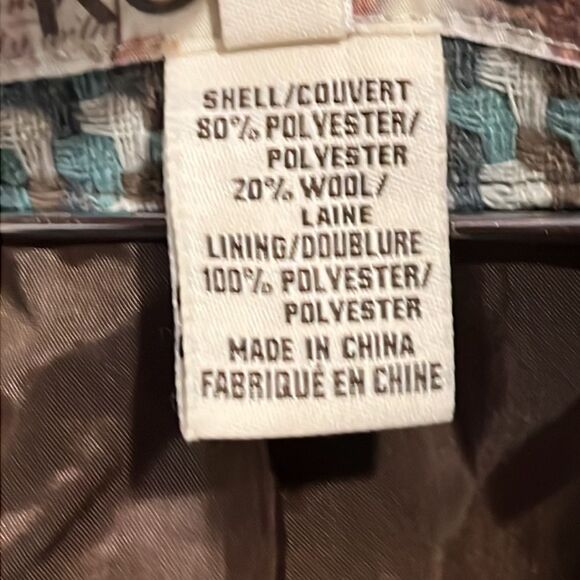 SHELL/COUVERT
80% POLYESTER/
POLYESTER
20% WOOL/
LAINE
LINING/DOUBLURE
100% POLYESTER/
POLYESTER
MADE IN CHINA
FABRIQUÉ EN CHINE